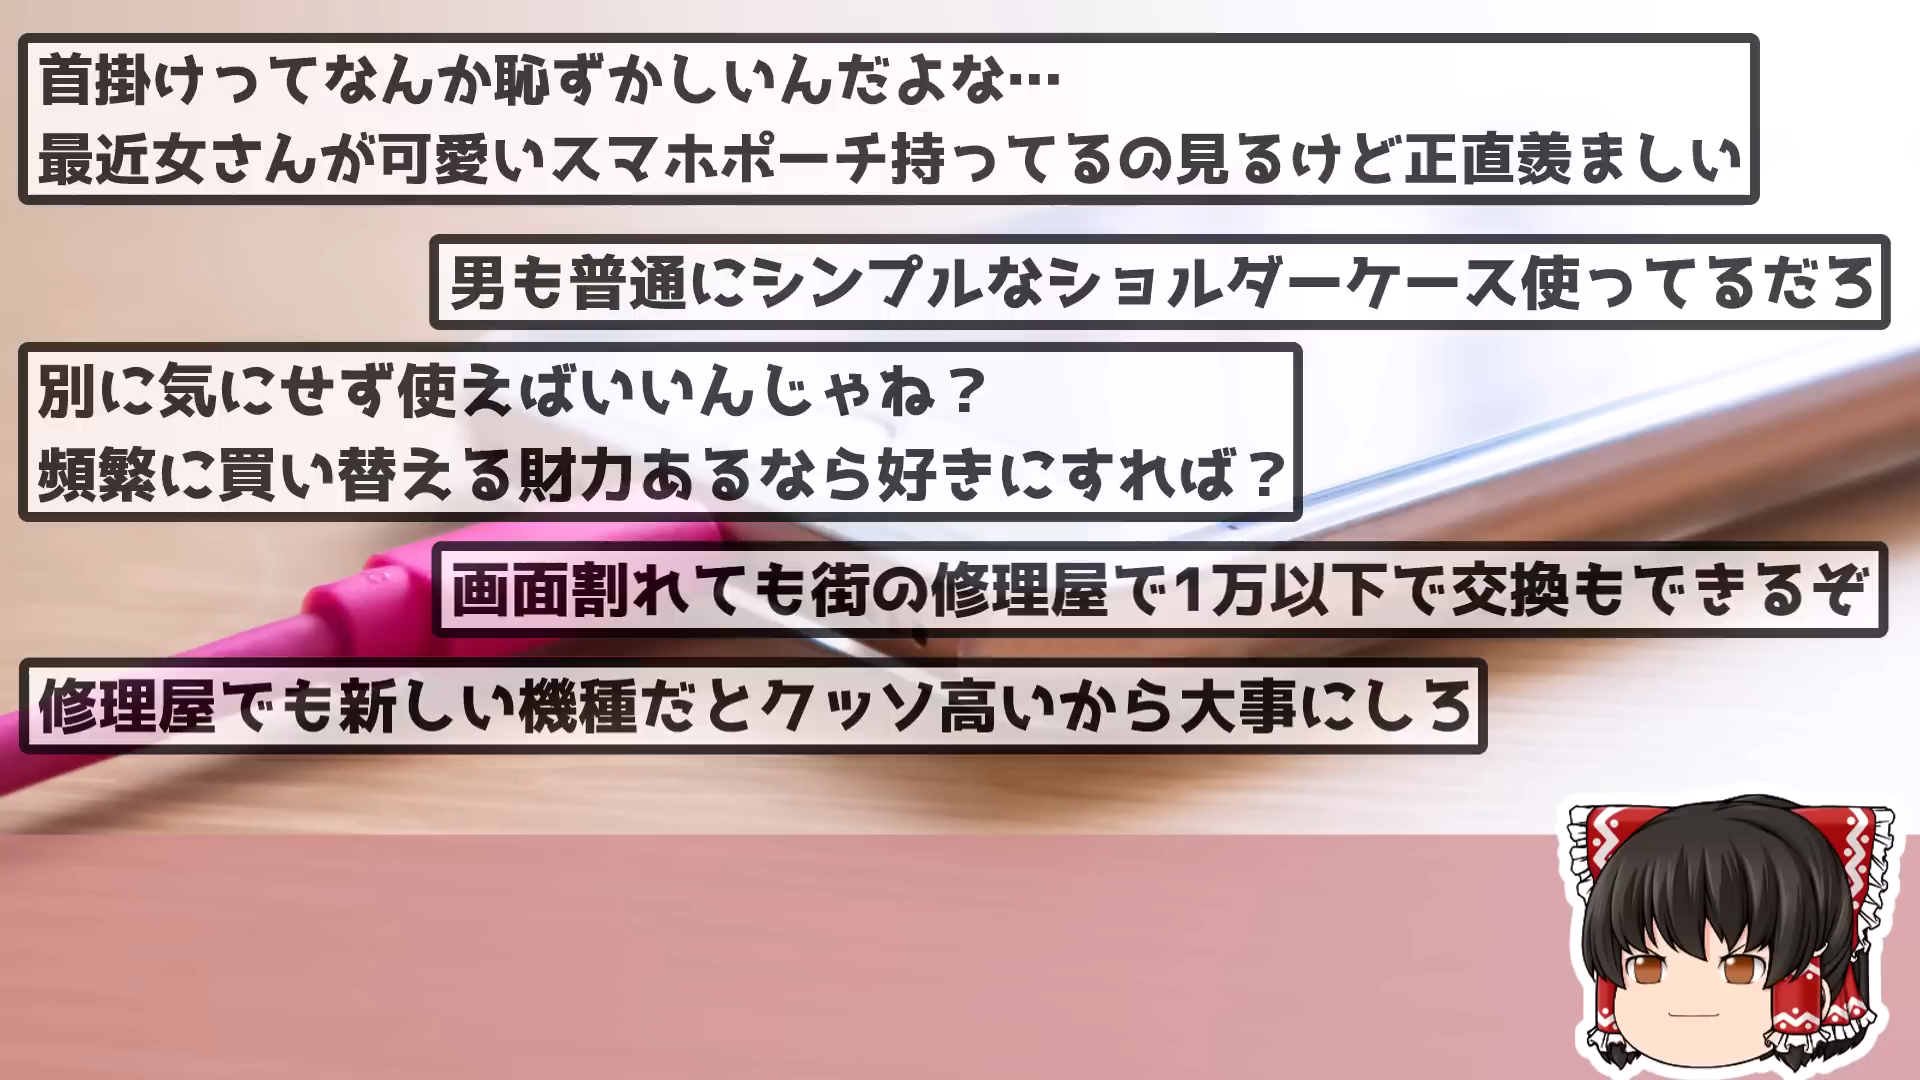 首掛けってなんか恥ずかしいんだよな…
最近女さんが可愛いスマホポーチ持ってるの見るけど正直羨ましい
男も普通にシンプルなショルダーケース使ってるだろ
別に気にせず使えばいいんじゃね？
頻繁に買い替える財力あるなら好きにすれば？
画面割れても街の修理屋で1万以下で交換もできるぞ
修理屋でも新しい機種だとクッソ高いから大事にしろ